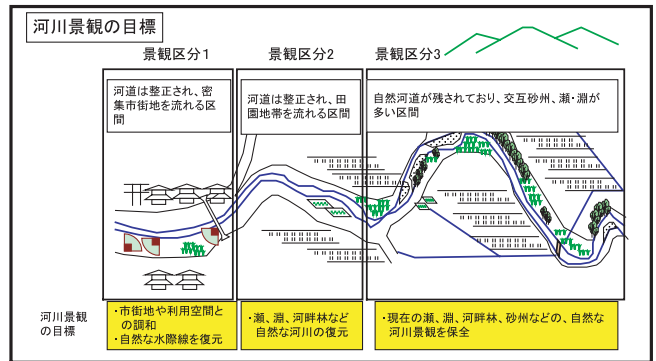 河川景観の目標
景観区分1
景観区分2
景観区分3
河道は整正され、密
集市街地を流れる区
間
河道は整正され、田
園地帯を流れる区間
自然河道が残されており、交互砂州、瀬・淵が
多い区間
河川景観
の目標
・市街地や利用空間と
の調和
・自然な水際線を復元
・瀬、淵、河畔林など
自然な河川の復元
・現在の瀬、淵、河畔林、砂州などの、自然な
河川景観を保全